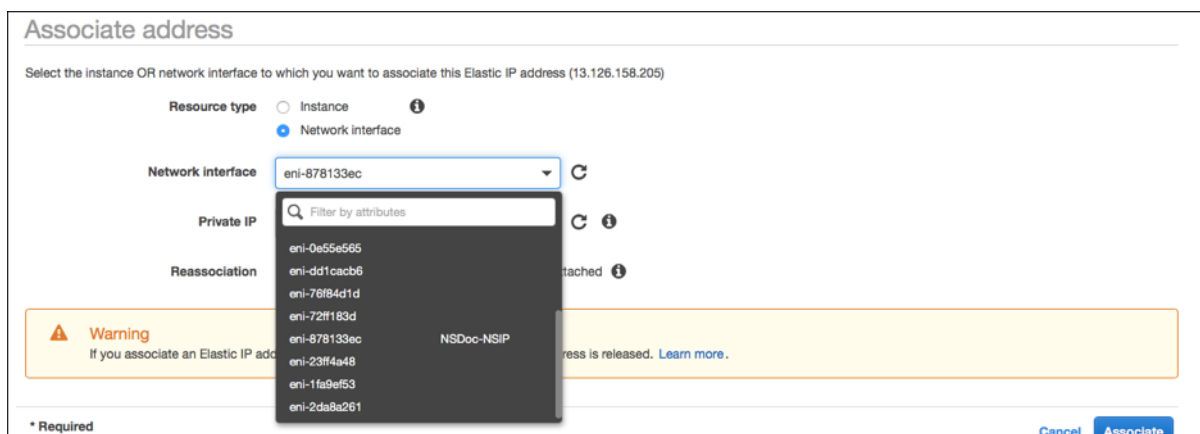 Associate address
Select the instance OR network interface to which you want to associate this Elastic IP address (13.126.158.205)
Resource type Instance
Network interface
Network interface eni-878133ec
Filter by attributes
Private IP
eni-0e55e565
Reassociation eni-dd1cacb6 tached
eni-76f84d1d
eni-72ff183d
Warning
eni-878133ec NSDoc-NSIP
If you associate an Elastic IP add ress is released. Learn more.
eni-23ff4a48
eni-1fa9ef53
eni-2da8a261
* Required
Cancel Associate